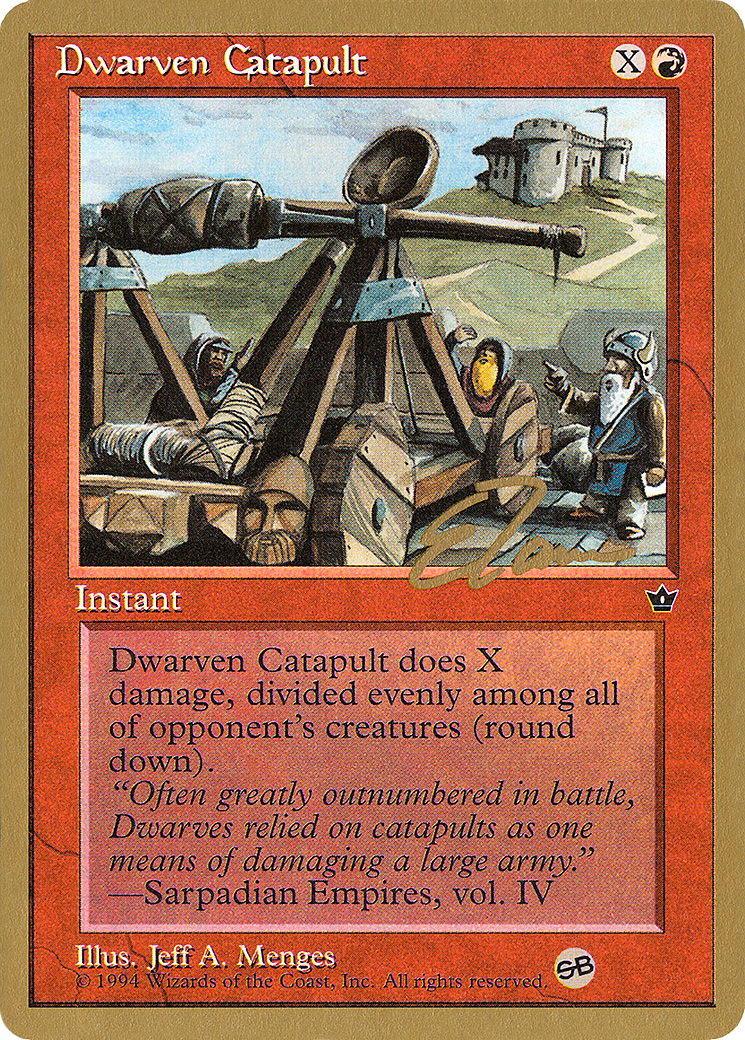 Dwarven Catapult
X
Instant
Dwarven Catapult does X
damage, divided evenly among all
of opponent's creatures (round
down).
"Often greatly outnumbered in battle,
Dwarves relied on catapults as one
means of damaging a large army."
—Sarpadian Empires, vol. IV
Illus. Jeff A. Menges
© 1994 Wizards of the Coast, Inc. All rights reserved.
SB